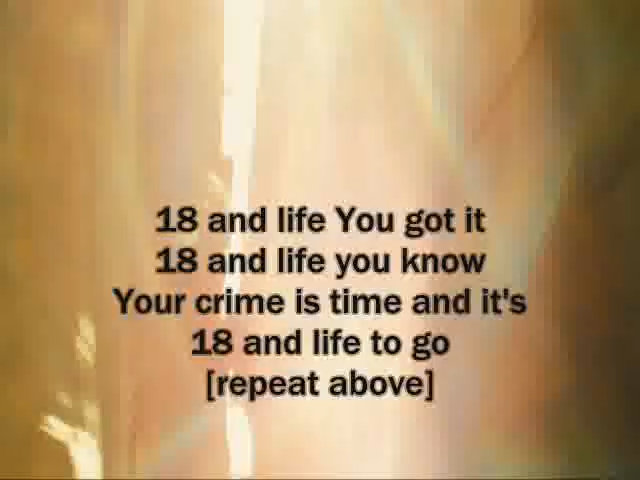 18 and life You got it
18 and life you know
Your crime is time and it's
18 and life to go
[repeat above]